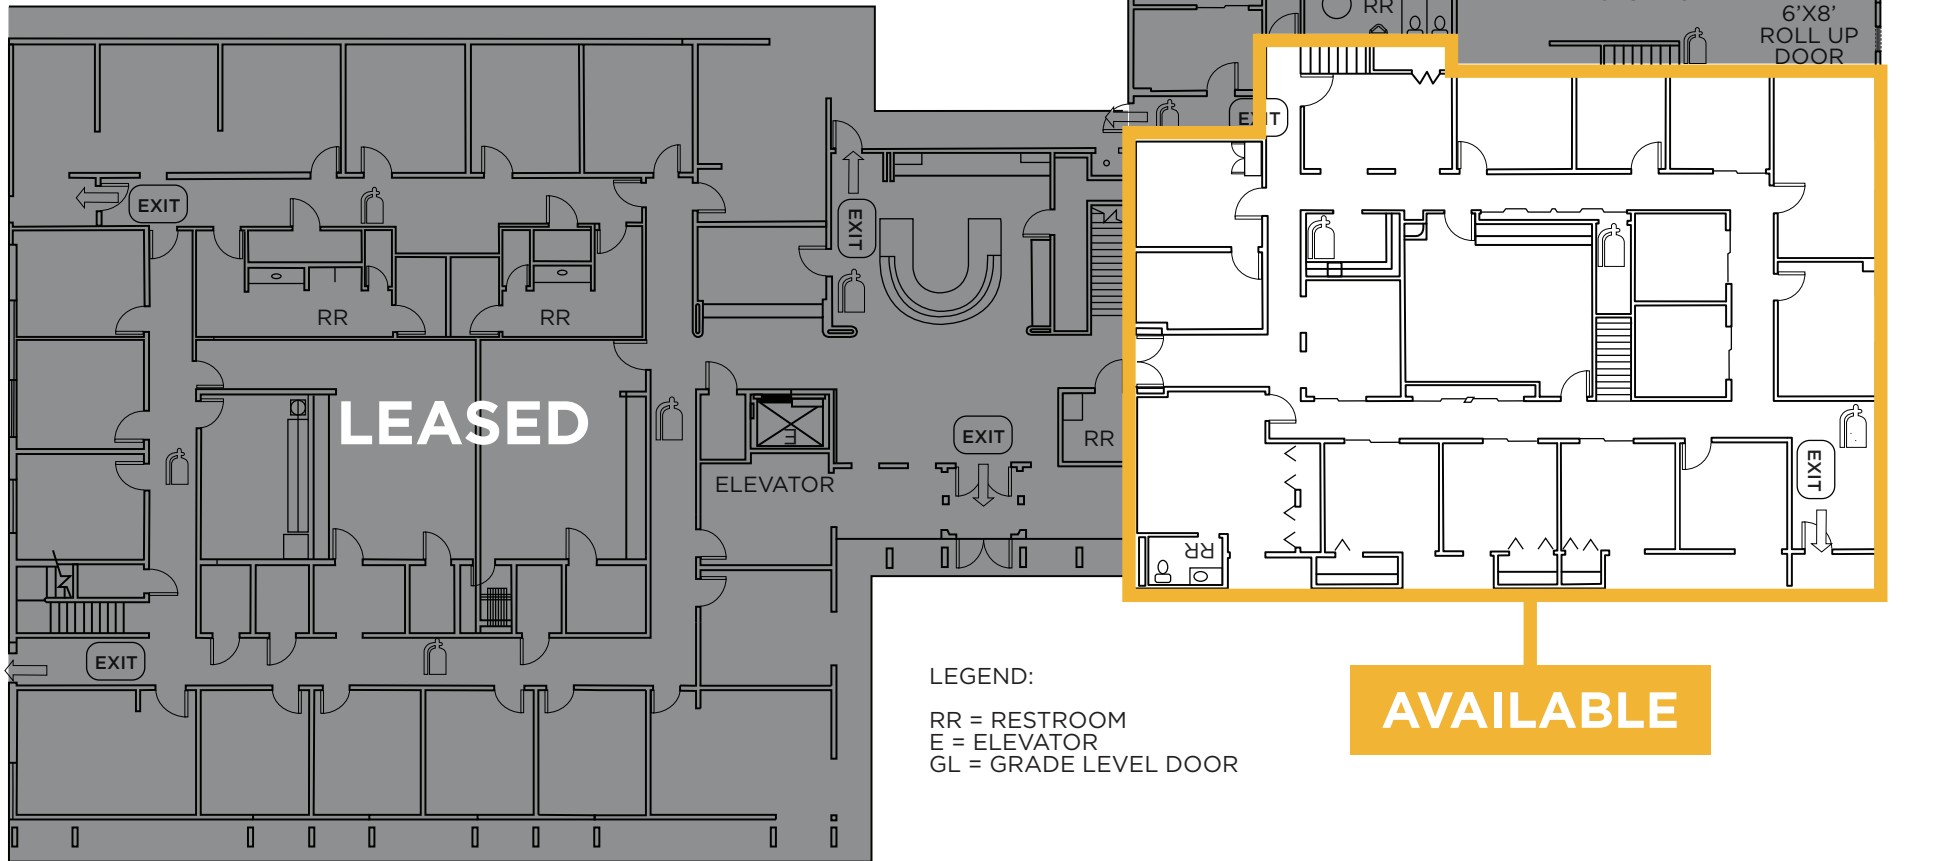 RR
6'X8'
ROLL UP
DOOR
EXIT
EXIT
EXIT
RR
RR
LEASED
EXIT
RR
E
ELEVATOR
EXIT
RR
EXIT
LEGEND:
RR = RESTROOM
E = ELEVATOR
GL = GRADE LEVEL DOOR
AVAILABLE